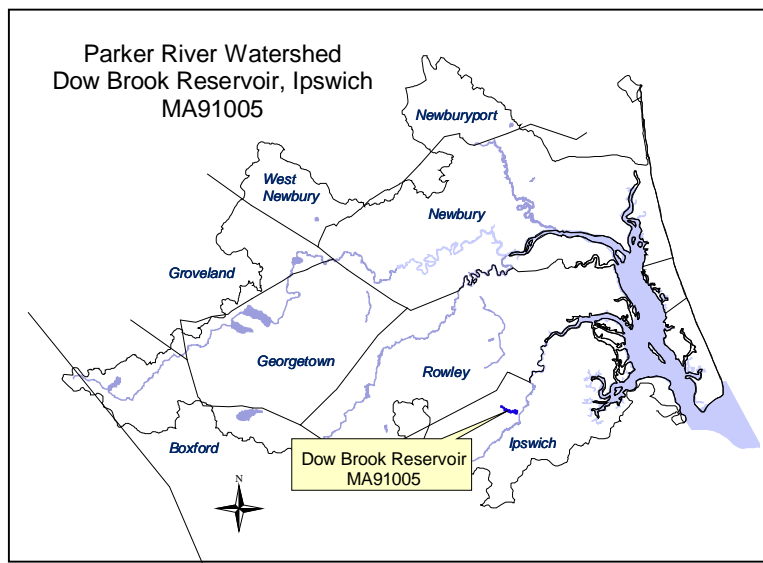 Parker River Watershed
Dow Brook Reservoir, Ipswich
MA91005
Newburyport
West
Newbury
Newbury
Groveland
Georgetown
Rowley
Boxford
Ipswich
Dow Brook Reservoir
MA91005
N